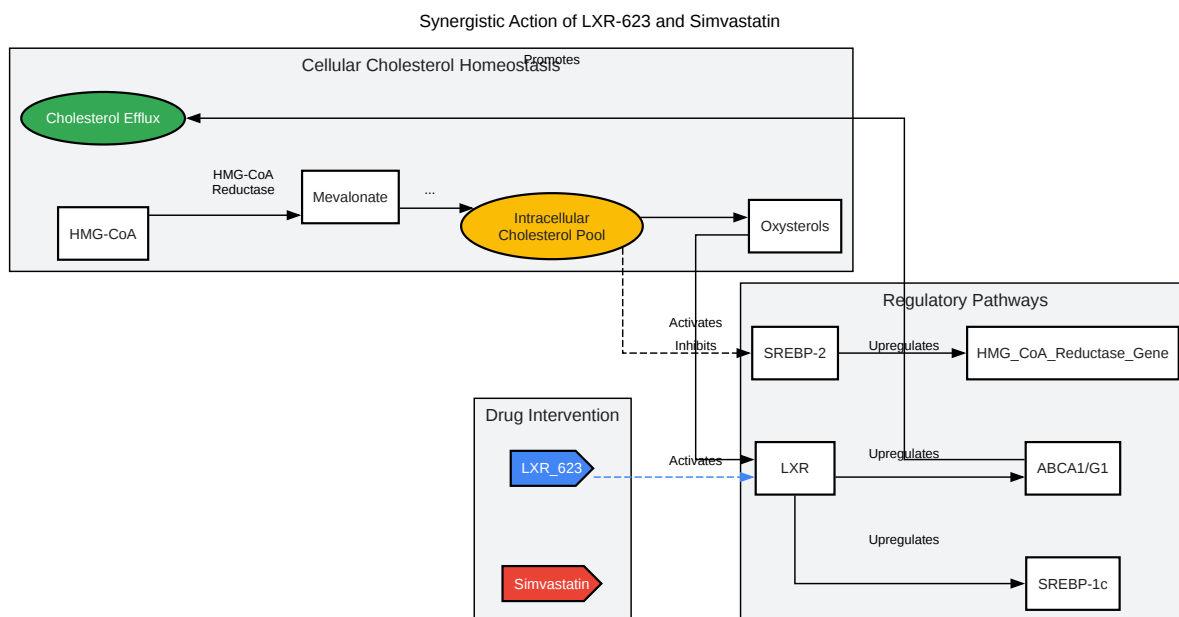 Synergistic Action of LXR-623 and Simvastatin
Promotes
Cellular Cholesterol Homeostasis
Cholesterol Efflux
HMG-CoA
Reductase
Mevalonate
...
HMG-CoA
Intracellular
Cholesterol Pool
Oxysterols
Regulatory Pathways
Activates
Inhibits
SREBP-2
Upregulates
HMG_CoA_Reductase_Gene
Drug Intervention
LXR_623
Activates
LXR
Upregulates
ABCA1/G1
Upregulates
Simvastatin
SREBP-1c